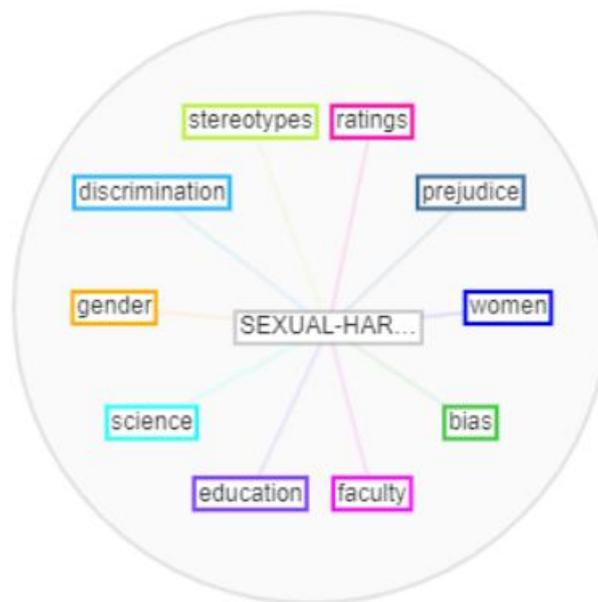 stereotypes ratings
discrimination prejudice
gender women
SEXUAL-HAR...
science bias
education faculty